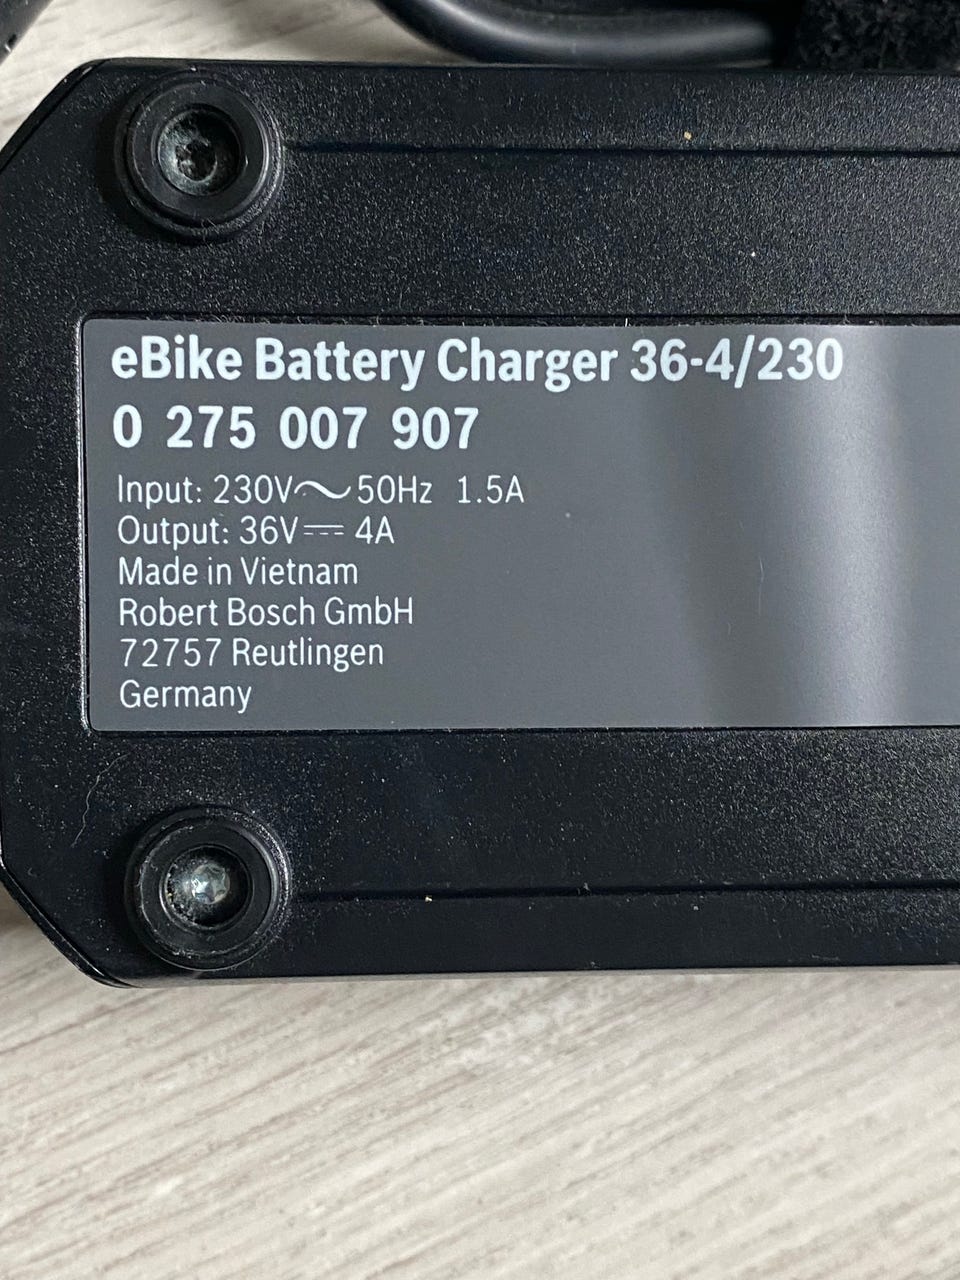 eBike Battery Charger 36-4/230
0 275 007 907
Input: 230V～50Hz 1.5A
Output: 36V⎓ 4A
Made in Vietnam
Robert Bosch GmbH
72757 Reutlingen
Germany